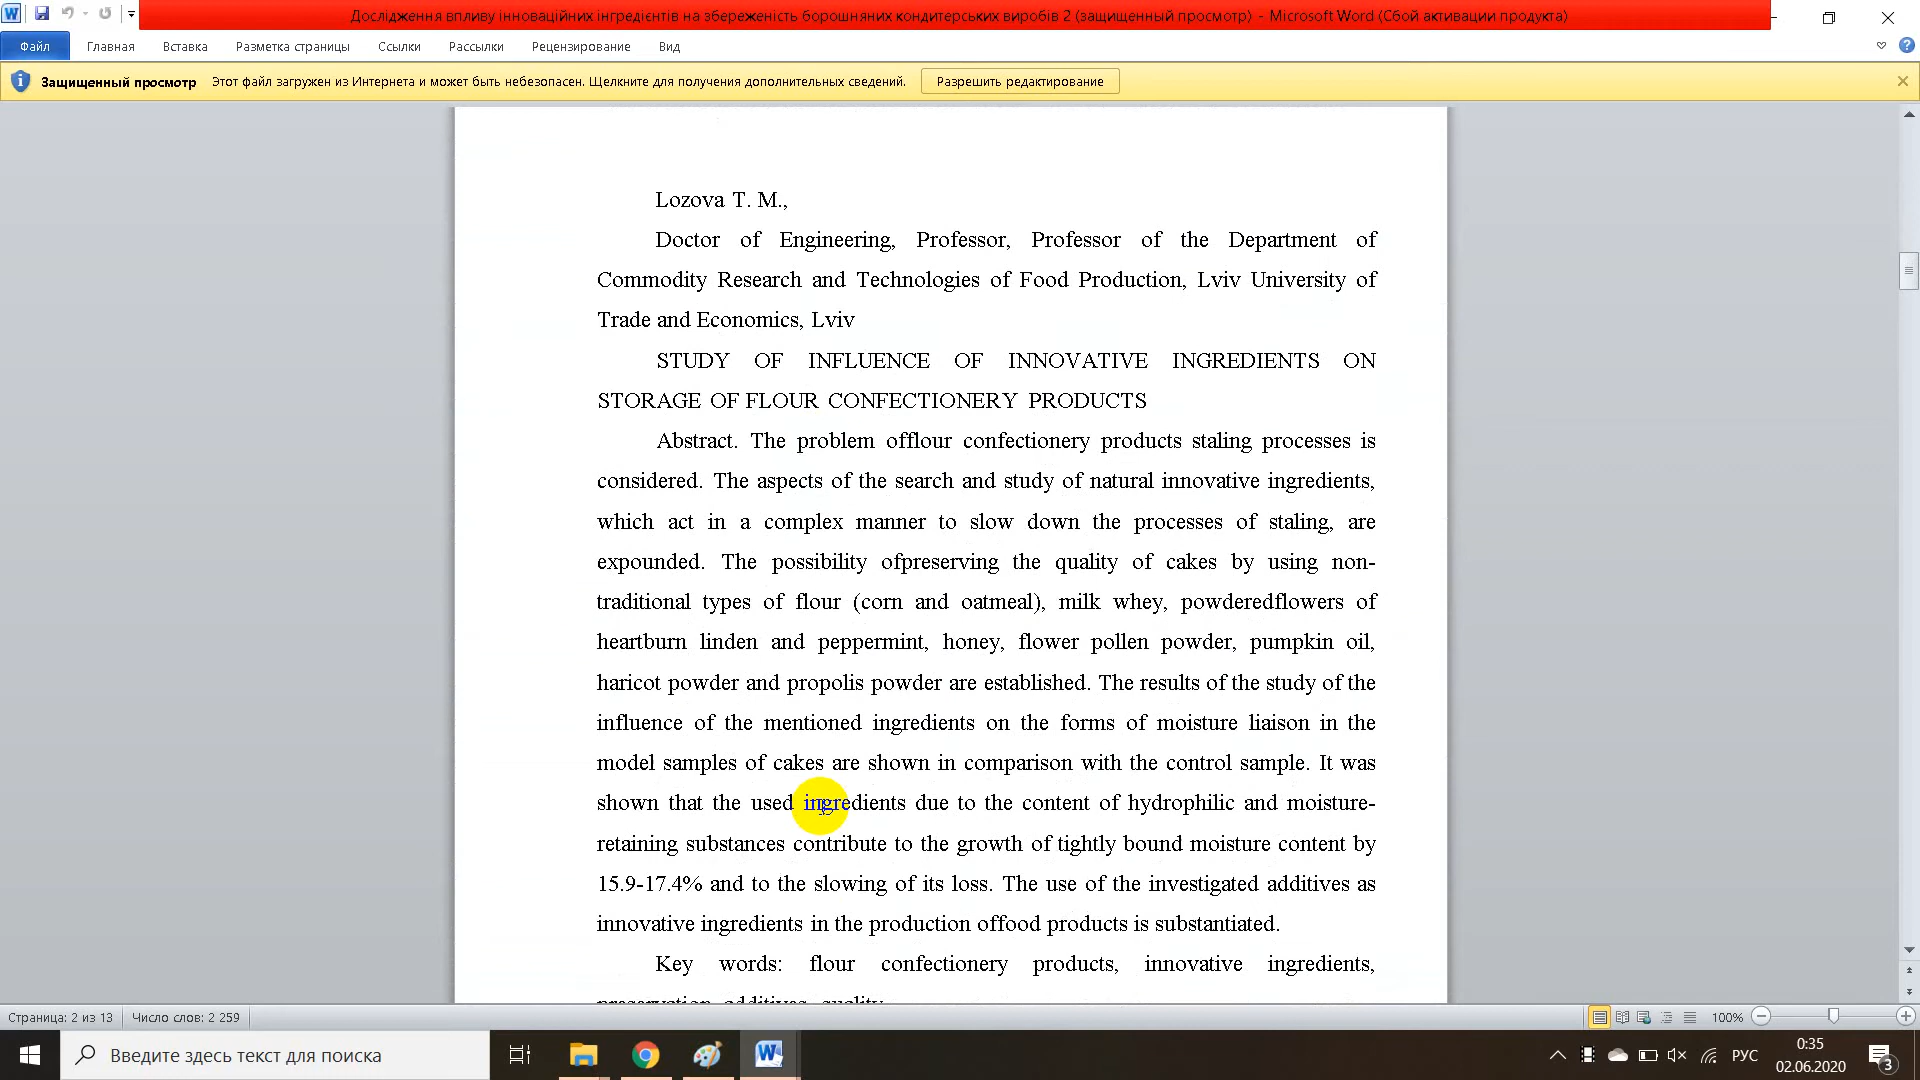 Дослідження впливу інноваційних інгредієнтів на збереженість борошняних кондитерських виробів 2 (защищенный просмотр) - Microsoft Word (Сбой активации продукта)
Файл Главная Вставка Разметка страницы Ссылки Рассылки Рецензирование Вид
Защищенный просмотр Этот файл загружен из Интернета и может быть небезопасен. Щелкните для получения дополнительных сведений. Разрешить редактирование
Lozova T. M.,
Doctor of Engineering, Professor, Professor of the Department of
Commodity Research and Technologies of Food Production, Lviv University of
Trade and Economics, Lviv
STUDY OF INFLUENCE OF INNOVATIVE INGREDIENTS ON
STORAGE OF FLOUR CONFECTIONERY PRODUCTS
Abstract. The problem offlour confectionery products staling processes is
considered. The aspects of the search and study of natural innovative ingredients,
which act in a complex manner to slow down the processes of staling, are
expounded. The possibility ofpreserving the quality of cakes by using non-
traditional types of flour (corn and oatmeal), milk whey, powderedflowers of
heartburn linden and peppermint, honey, flower pollen powder, pumpkin oil,
haricot powder and propolis powder are established. The results of the study of the
influence of the mentioned ingredients on the forms of moisture liaison in the
model samples of cakes are shown in comparison with the control sample. It was
shown that the used ingredients due to the content of hydrophilic and moisture-
retaining substances contribute to the growth of tightly bound moisture content by
15.9-17.4% and to the slowing of its loss. The use of the investigated additives as
innovative ingredients in the production offood products is substantiated.
Key words: flour confectionery products, innovative ingredients,
preservation, additives, quality
Страница: 2 из 13 Число слов: 2 259 100%
Введите здесь текст для поиска РУС 0:35
02.06.2020 3